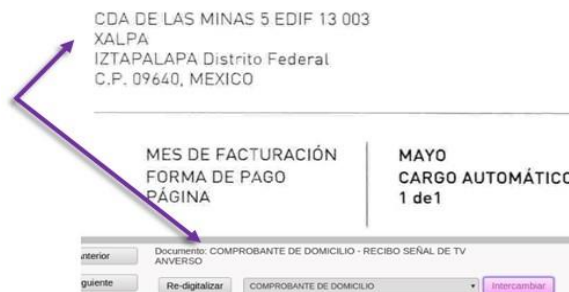 CDA DE LAS MINAS 5 EDIF 13 003
XALPA
IZTAPALAPA Distrito Federal
C.P. 09640, MEXICO
MES DE FACTURACIÓN MAYO
FORMA DE PAGO CARGO AUTOMÁTICO
PÁGINA 1 de1
nterior Documento: COMPROBANTE DE DOMICILIO - RECIBO SEÑAL DE TV
ANVERSO
guiente Re-digitalizar COMPROBANTE DE DOMICILIO Intercambiar